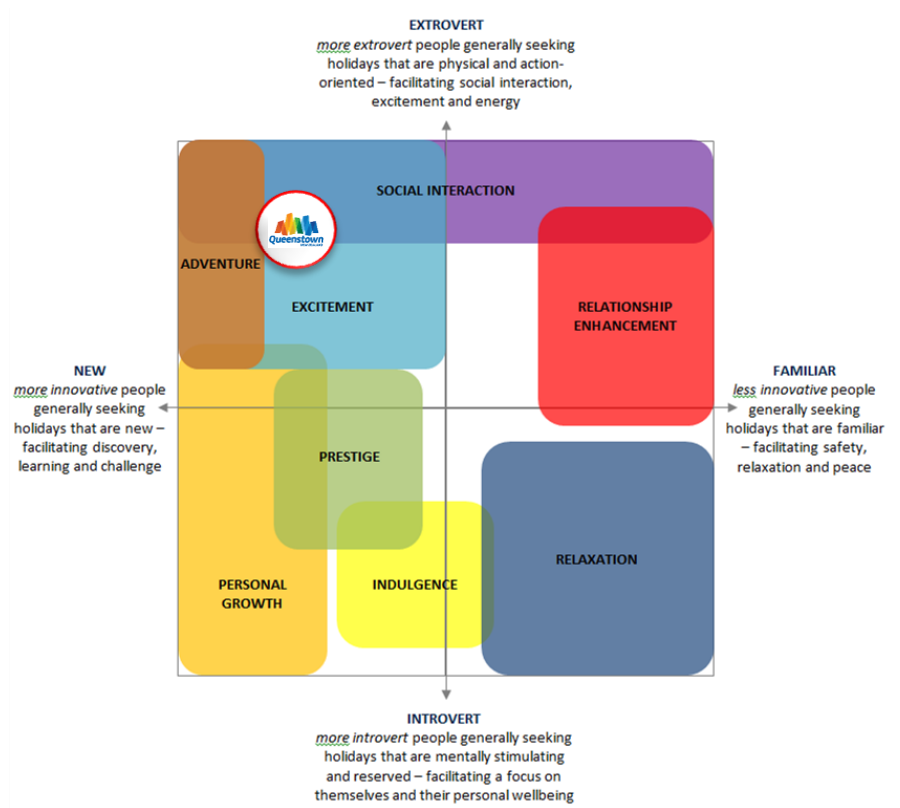 EXTROVERT
more extrovert people generally seeking
holidays that are physical and action-
oriented – facilitating social interaction,
excitement and energy
SOCIAL INTERACTION
Queenstown
ADVENTURE
EXCITEMENT
RELATIONSHIP
ENHANCEMENT
NEW
more innovative people
generally seeking
holidays that are new –
facilitating discovery,
learning and challenge
FAMILIAR
less innovative people
generally seeking
holidays that are familiar
– facilitating safety,
relaxation and peace
PRESTIGE
RELAXATION
PERSONAL
GROWTH
INDULGENCE
INTROVERT
more introvert people generally seeking
holidays that are mentally stimulating
and reserved – facilitating a focus on
themselves and their personal wellbeing